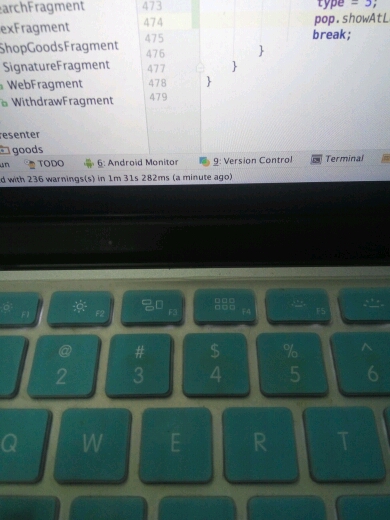 earchFragment
exFragment
ShopGoodsFragment
SignatureFragment
WebFragment
WithdrawFragment
resenter
goods
473 type = 5;
474 pop.showAtL
475 break;
476 }
477 }
478 }
479
un TODO 6: Android Monitor 9: Version Control Terminal
d with 236 warning(s) in 1m 31s 282ms (a minute ago)
F1 F2 F3 F4 F5
@ # $ % ^
2 3 4 5 6
Q W E R T